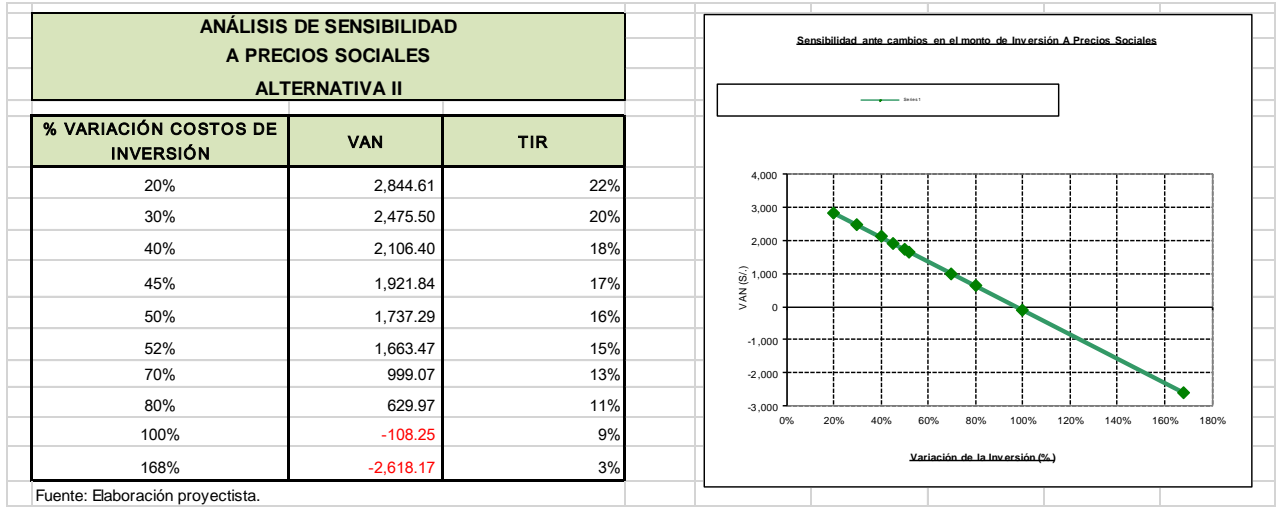 ANÁLISIS DE SENSIBILIDAD
A PRECIOS SOCIALES
ALTERNATIVA II
% VARIACIÓN COSTOS DE INVERSIÓN VAN TIR
20% 2,844.61 22%
30% 2,475.50 20%
40% 2,106.40 18%
45% 1,921.84 17%
50% 1,737.29 16%
52% 1,663.47 15%
70% 999.07 13%
80% 629.97 11%
100% -108.25 9%
168% -2,618.17 3%
Fuente: Elaboración proyectista.
Sensibilidad ante cambios en el monto de Inversión A Precios Sociales
Series1
VAN (S/.)
4,000
3,000
2,000
1,000
0
-1,000
-2,000
-3,000
0% 20% 40% 60% 80% 100% 120% 140% 160% 180%
Variación de la Inversión (%.)